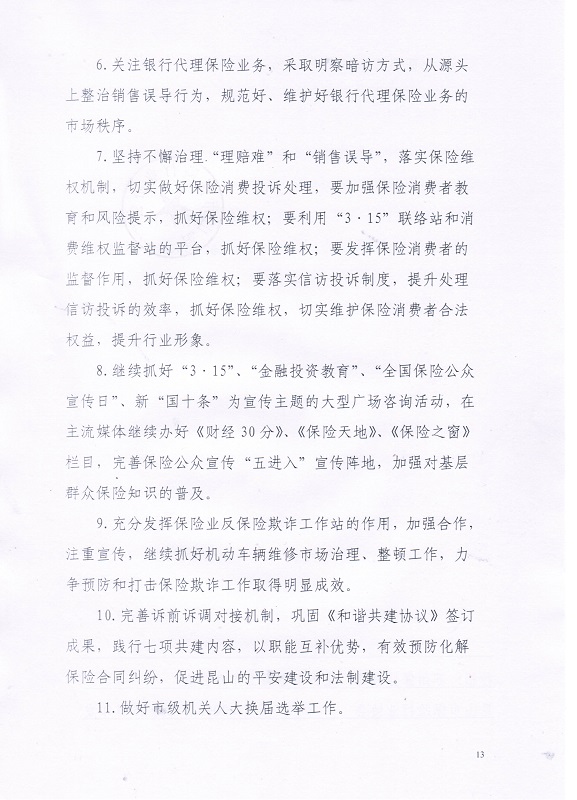 6.关注银行代理保险业务，采取明察暗访方式，从源头
上整治销售误导行为，规范好、维护好银行代理保险业务的
市场秩序。
7.坚持不懈治理.“理赔难”和“销售误导”，落实保险维
权机制，切实做好保险消费投诉处理，要加强保险消费者教
育和风险提示，抓好保险维权；要利用“3·15”联络站和消
费维权监督站的平台，抓好保险维权；要发挥保险消费者的
监督作用，抓好保险维权；要落实信访投诉制度，提升处理
信访投诉的效率，抓好保险维权，切实维护保险消费者合法
权益，提升行业形象。
8.继续抓好“3·15”、“金融投资教育”、“全国保险公众
宣传日”、新“国十条”为宣传主题的大型广场咨询活动，在
主流媒体继续办好《财经30分》、《保险天地》、《保险之窗》
栏目，完善保险公众宣传“五进入”宣传阵地，加强对基层
群众保险知识的普及。
9.充分发挥保险业反保险欺诈工作站的作用，加强合作，
注重宣传，继续抓好机动车辆维修市场治理、整顿工作，力
争预防和打击保险欺诈工作取得明显成效。
10.完善诉前诉调对接机制，巩固《和谐共建协议》签订
成果，践行七项共建内容，以职能互补优势，有效预防化解
保险合同纠纷，促进昆山的平安建设和法制建设。
11.做好市级机关人大换届选举工作。
13